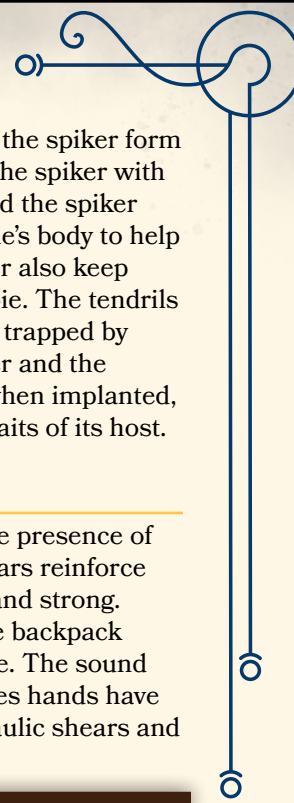 the spiker form
he spiker with
d the spiker
e's body to help
r also keep
ie. The tendrils
trapped by
r and the
when implanted,
aits of its host.
e presence of
ars reinforce
and strong.
e backpack
e. The sound
es hands have
aulic shears and